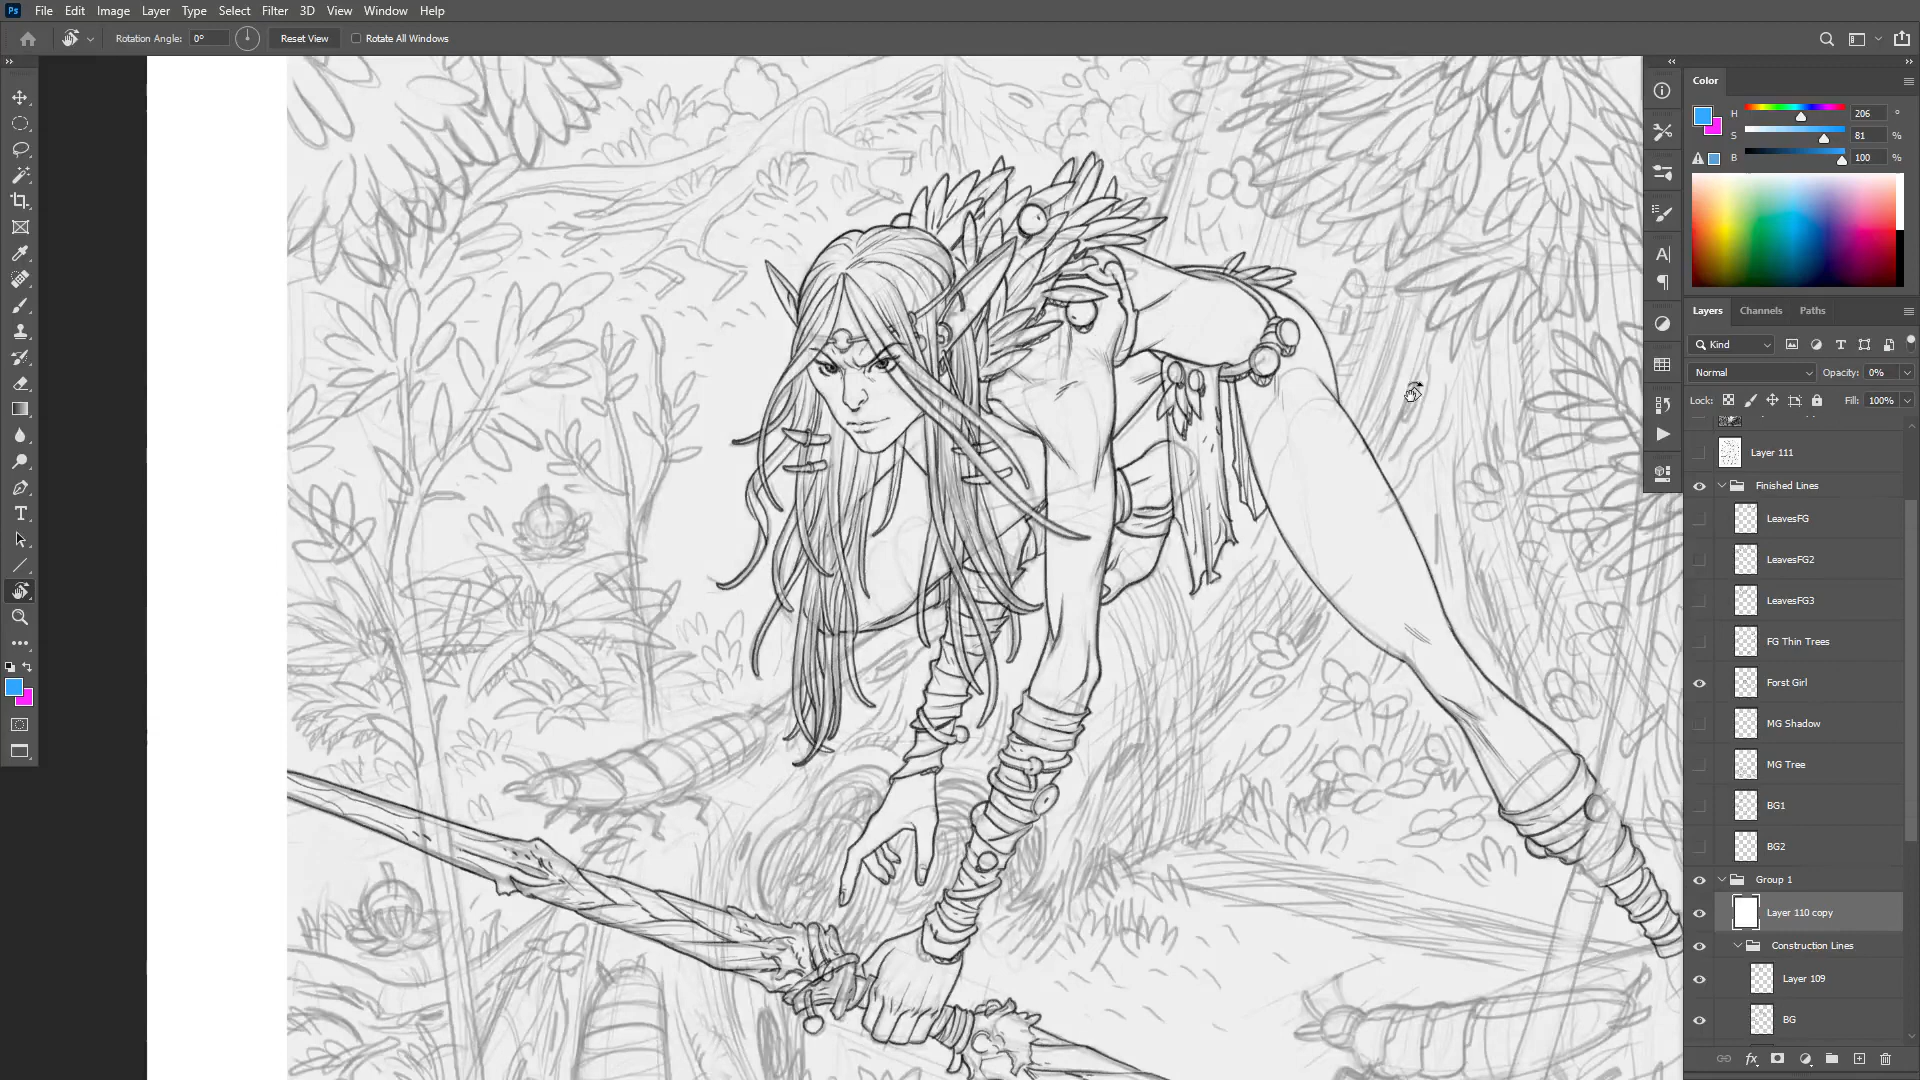 Ps File Edit Image Layer Type Select Filter 3D View Window Help
Rotation Angle: 0° Reset View Rotate All Windows
Color
H 206 °
S 81 %
B 100 %
Layers Channels Paths
Kind
Normal Opacity: 0%
Lock: Fill: 100%
Layer 111
Finished Lines
LeavesFG
LeavesFG2
LeavesFG3
FG Thin Trees
Forst Girl
MG Shadow
MG Tree
BG1
BG2
Group 1
Layer 110 copy
Construction Lines
Layer 109
BG